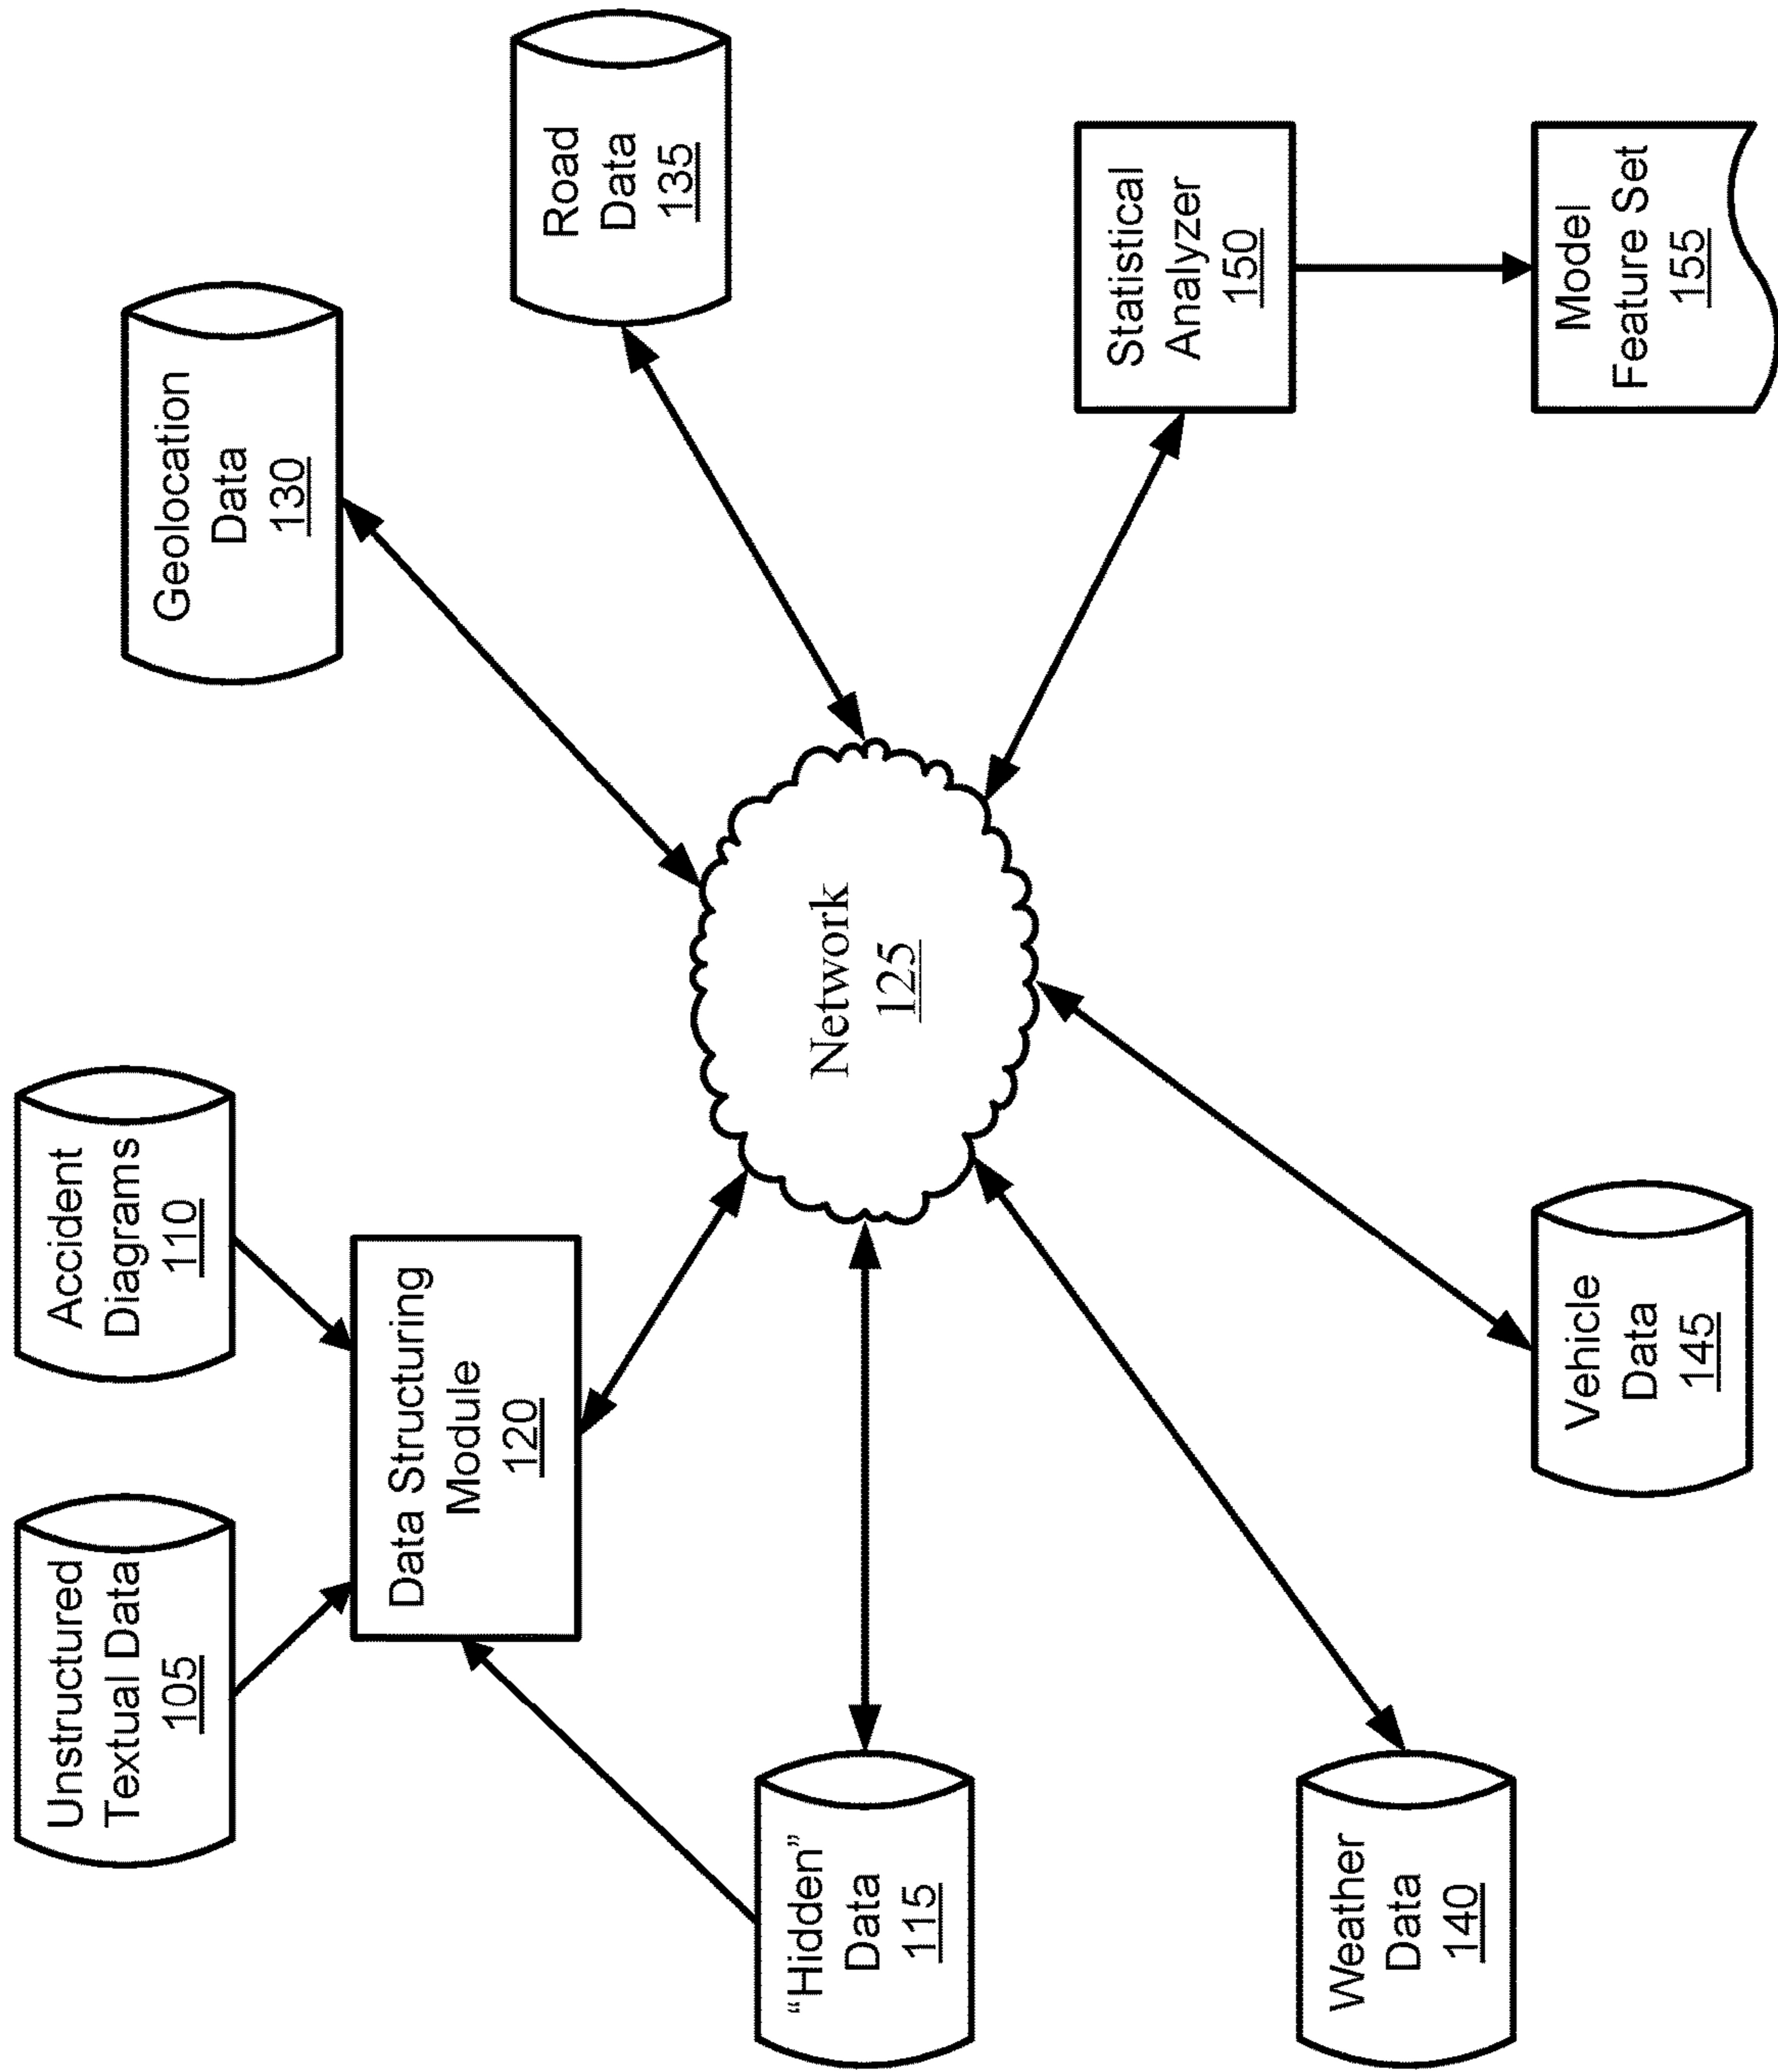 Unstructured
Textual Data
105
Accident
Diagrams
110
Data Structuring
Module
120
"Hidden"
Data
115
Network
125
Geolocation
Data
130
Road
Data
135
Weather
Data
140
Vehicle
Data
145
Statistical
Analyzer
150
Model
Feature Set
155